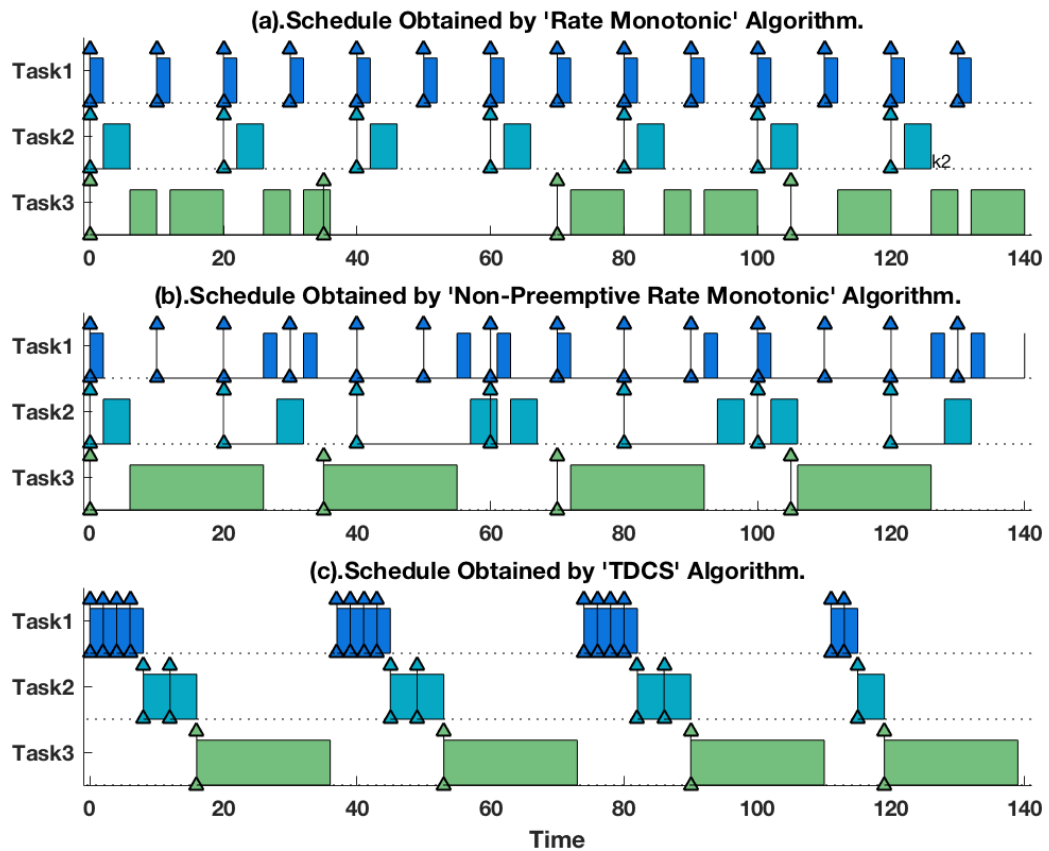 (a).Schedule Obtained by 'Rate Monotonic' Algorithm.
Task1
Task2
k2
Task3
0 20 40 60 80 100 120 140
(b).Schedule Obtained by 'Non-Preemptive Rate Monotonic' Algorithm.
Task1
Task2
Task3
0 20 40 60 80 100 120 140
(c).Schedule Obtained by 'TDCS' Algorithm.
Task1
Task2
Task3
0 20 40 60 80 100 120 140
Time